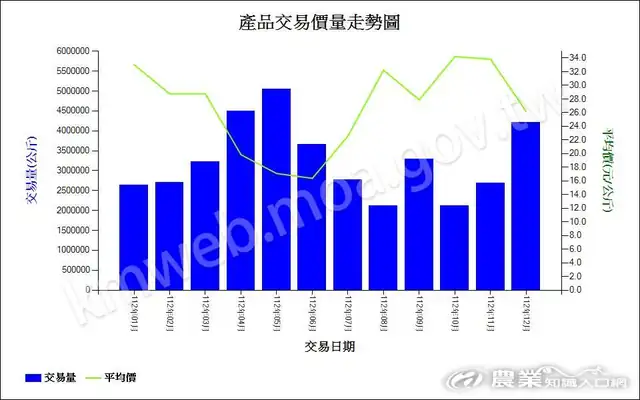 產品交易價量走勢圖
交易量(公斤)
6000000
5500000
5000000
4500000
4000000
3500000
3000000
2500000
2000000
1500000
1000000
500000
0
34.0
32.0
30.0
28.0
26.0
24.0
22.0
20.0
18.0
16.0
14.0
12.0
10.0
8.0
6.0
4.0
2.0
0.0
平均價(元/公斤)
112年01月
112年02月
112年03月
112年04月
112年05月
112年06月
112年07月
112年08月
112年09月
112年10月
112年11月
112年12月
交易日期
交易量
平均價
kmweb.moa.gov.tw
農業知識入口網